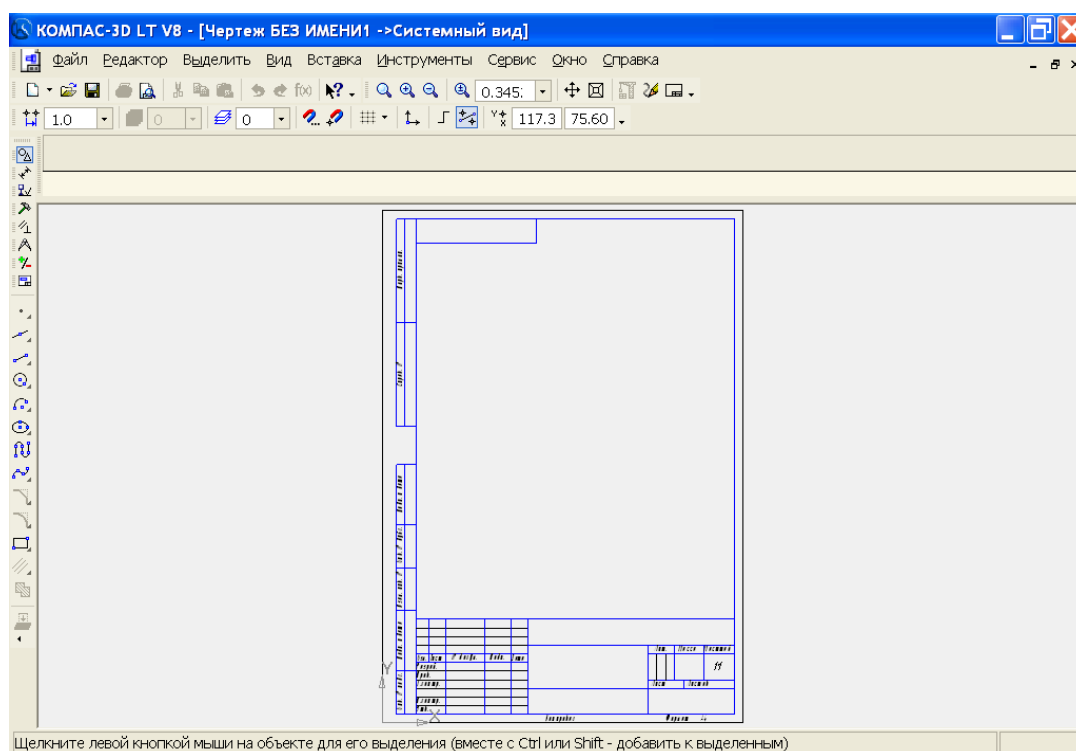 КОМПАС-3D LT V8 - [Чертеж БЕЗ ИМЕНИ1 ->Системный вид]
Файл Редактор Выделить Вид Вставка Инструменты Сервис Окно Справка
0.345:
1.0 0 0 117.3 75.60
Y
X
Щелкните левой кнопкой мыши на объекте для его выделения (вместе с Ctrl или Shift - добавить к выделенным)